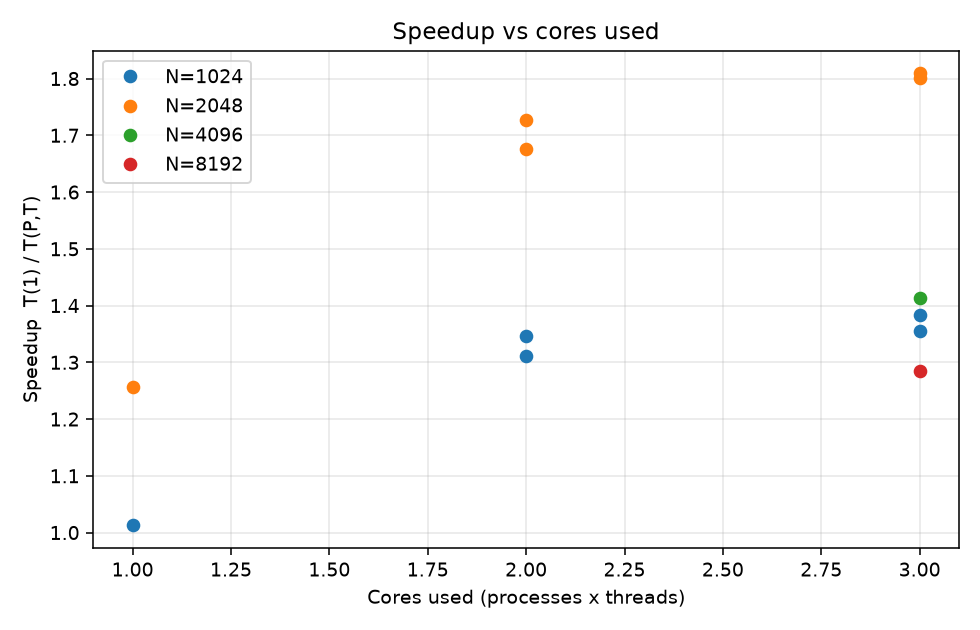 Speedup vs cores used
N=1024
N=2048
N=4096
N=8192
Speedup  T(1) / T(P,T)
1.8
1.7
1.6
1.5
1.4
1.3
1.2
1.1
1.0
1.00 1.25 1.50 1.75 2.00 2.25 2.50 2.75 3.00
Cores used (processes x threads)